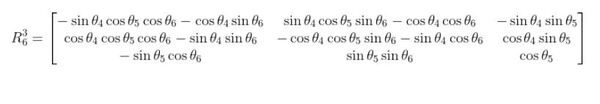 R₆³ = [ − sin θ₄ cos θ₅ cos θ₆ − cos θ₄ sin θ₆   sin θ₄ cos θ₅ sin θ₆ − cos θ₄ cos θ₆   − sin θ₄ sin θ₅
cos θ₄ cos θ₅ cos θ₆ − sin θ₄ sin θ₆   − cos θ₄ cos θ₅ sin θ₆ − sin θ₄ cos θ₆   cos θ₄ sin θ₅
− sin θ₅ cos θ₆   sin θ₅ sin θ₆   cos θ₅ ]